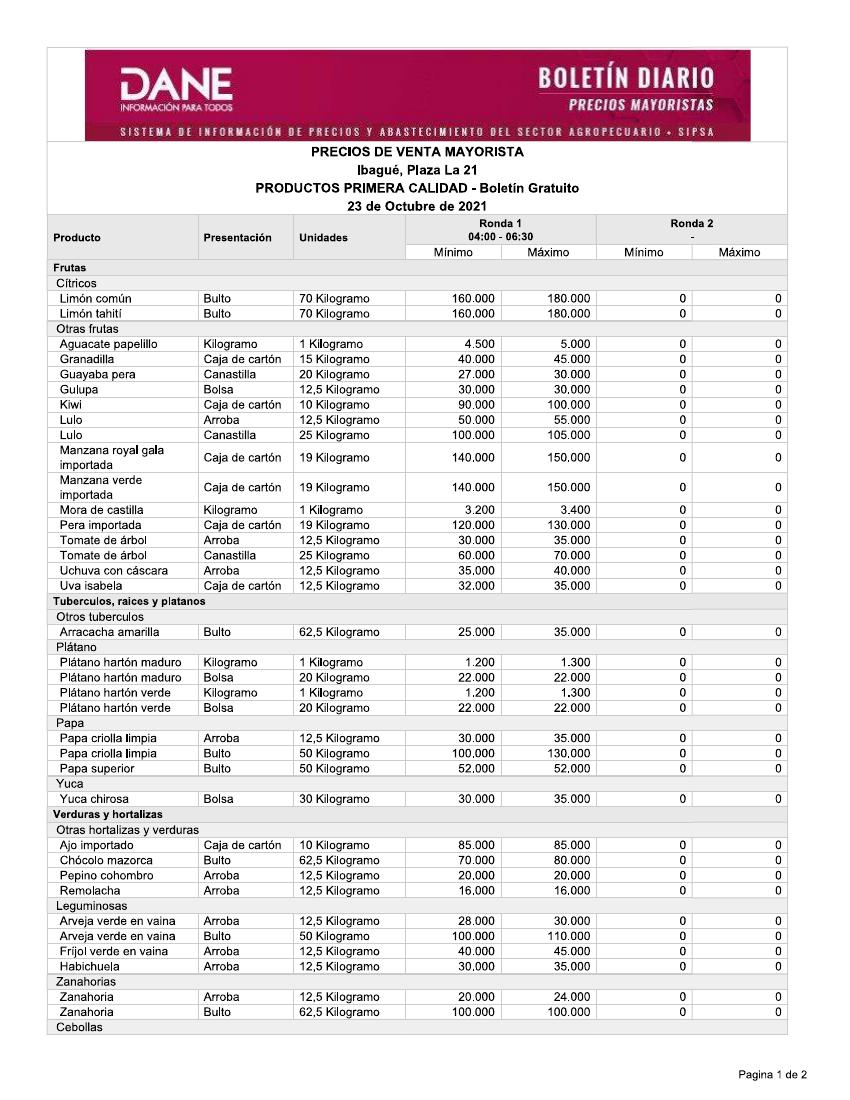 DANE
INFORMACIÓN PARA TODOS
BOLETÍN DIARIO
PRECIOS MAYORISTAS
SISTEMA DE INFORMACIÓN DE PRECIOS Y ABASTECIMIENTO DEL SECTOR AGROPECUARIO • SIPSA
PRECIOS DE VENTA MAYORISTA
Ibagué, Plaza La 21
PRODUCTOS PRIMERA CALIDAD - Boletín Gratuito
23 de Octubre de 2021
Producto Presentación Unidades Ronda 1 Ronda 2
04:00 - 06:30 -
Mínimo Máximo Mínimo Máximo
Frutas
Cítricos
Limón común Bulto 70 Kilogramo 160.000 180.000 0 0
Limón tahití Bulto 70 Kilogramo 160.000 180.000 0 0
Otras frutas
Aguacate papelillo Kilogramo 1 Kilogramo 4.500 5.000 0 0
Granadilla Caja de cartón 15 Kilogramo 40.000 45.000 0 0
Guayaba pera Canastilla 20 Kilogramo 27.000 30.000 0 0
Gulupa Bolsa 12,5 Kilogramo 30.000 30.000 0 0
Kiwi Caja de cartón 10 Kilogramo 90.000 100.000 0 0
Lulo Arroba 12,5 Kilogramo 50.000 55.000 0 0
Lulo Canastilla 25 Kilogramo 100.000 105.000 0 0
Manzana royal gala
importada Caja de cartón 19 Kilogramo 140.000 150.000 0 0
Manzana verde
importada Caja de cartón 19 Kilogramo 140.000 150.000 0 0
Mora de castilla Kilogramo 1 Kilogramo 3.200 3.400 0 0
Pera importada Caja de cartón 19 Kilogramo 120.000 130.000 0 0
Tomate de árbol Arroba 12,5 Kilogramo 30.000 35.000 0 0
Tomate de árbol Canastilla 25 Kilogramo 60.000 70.000 0 0
Uchuva con cáscara Arroba 12,5 Kilogramo 35.000 40.000 0 0
Uva isabela Caja de cartón 12,5 Kilogramo 32.000 35.000 0 0
Tuberculos, raices y platanos
Otros tuberculos
Arracacha amarilla Bulto 62,5 Kilogramo 25.000 35.000 0 0
Plátano
Plátano hartón maduro Kilogramo 1 Kilogramo 1.200 1.300 0 0
Plátano hartón maduro Bolsa 20 Kilogramo 22.000 22.000 0 0
Plátano hartón verde Kilogramo 1 Kilogramo 1.200 1.300 0 0
Plátano hartón verde Bolsa 20 Kilogramo 22.000 22.000 0 0
Papa
Papa criolla limpia Arroba 12,5 Kilogramo 30.000 35.000 0 0
Papa criolla limpia Bulto 50 Kilogramo 100.000 130.000 0 0
Papa superior Bulto 50 Kilogramo 52.000 52.000 0 0
Yuca
Yuca chirosa Bolsa 30 Kilogramo 30.000 35.000 0 0
Verduras y hortalizas
Otras hortalizas y verduras
Ajo importado Caja de cartón 10 Kilogramo 85.000 85.000 0 0
Chócolo mazorca Bulto 62,5 Kilogramo 70.000 80.000 0 0
Pepino cohombro Arroba 12,5 Kilogramo 20.000 20.000 0 0
Remolacha Arroba 12,5 Kilogramo 16.000 16.000 0 0
Leguminosas
Arveja verde en vaina Arroba 12,5 Kilogramo 28.000 30.000 0 0
Arveja verde en vaina Bulto 50 Kilogramo 100.000 110.000 0 0
Fríjol verde en vaina Arroba 12,5 Kilogramo 40.000 45.000 0 0
Habichuela Arroba 12,5 Kilogramo 30.000 35.000 0 0
Zanahorias
Zanahoria Arroba 12,5 Kilogramo 20.000 24.000 0 0
Zanahoria Bulto 62,5 Kilogramo 100.000 100.000 0 0
Cebollas
Pagina 1 de 2